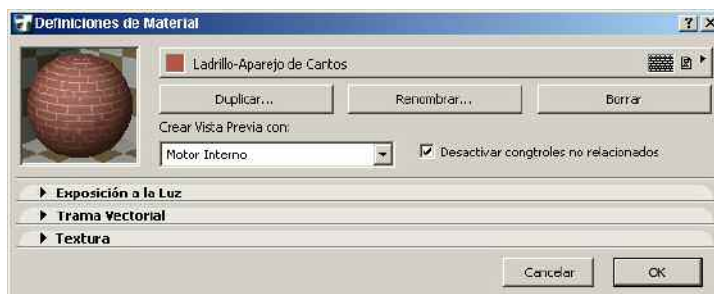 Definiciones de Material
Ladrillo-Aparejo de Cantos
Duplicar...
Renombrar...
Borrar
Crear Vista Previa con:
Motor Interno
Desactivar congtroles no relacionados
Exposición a la Luz
Trama Vectorial
Textura
Cancelar
OK